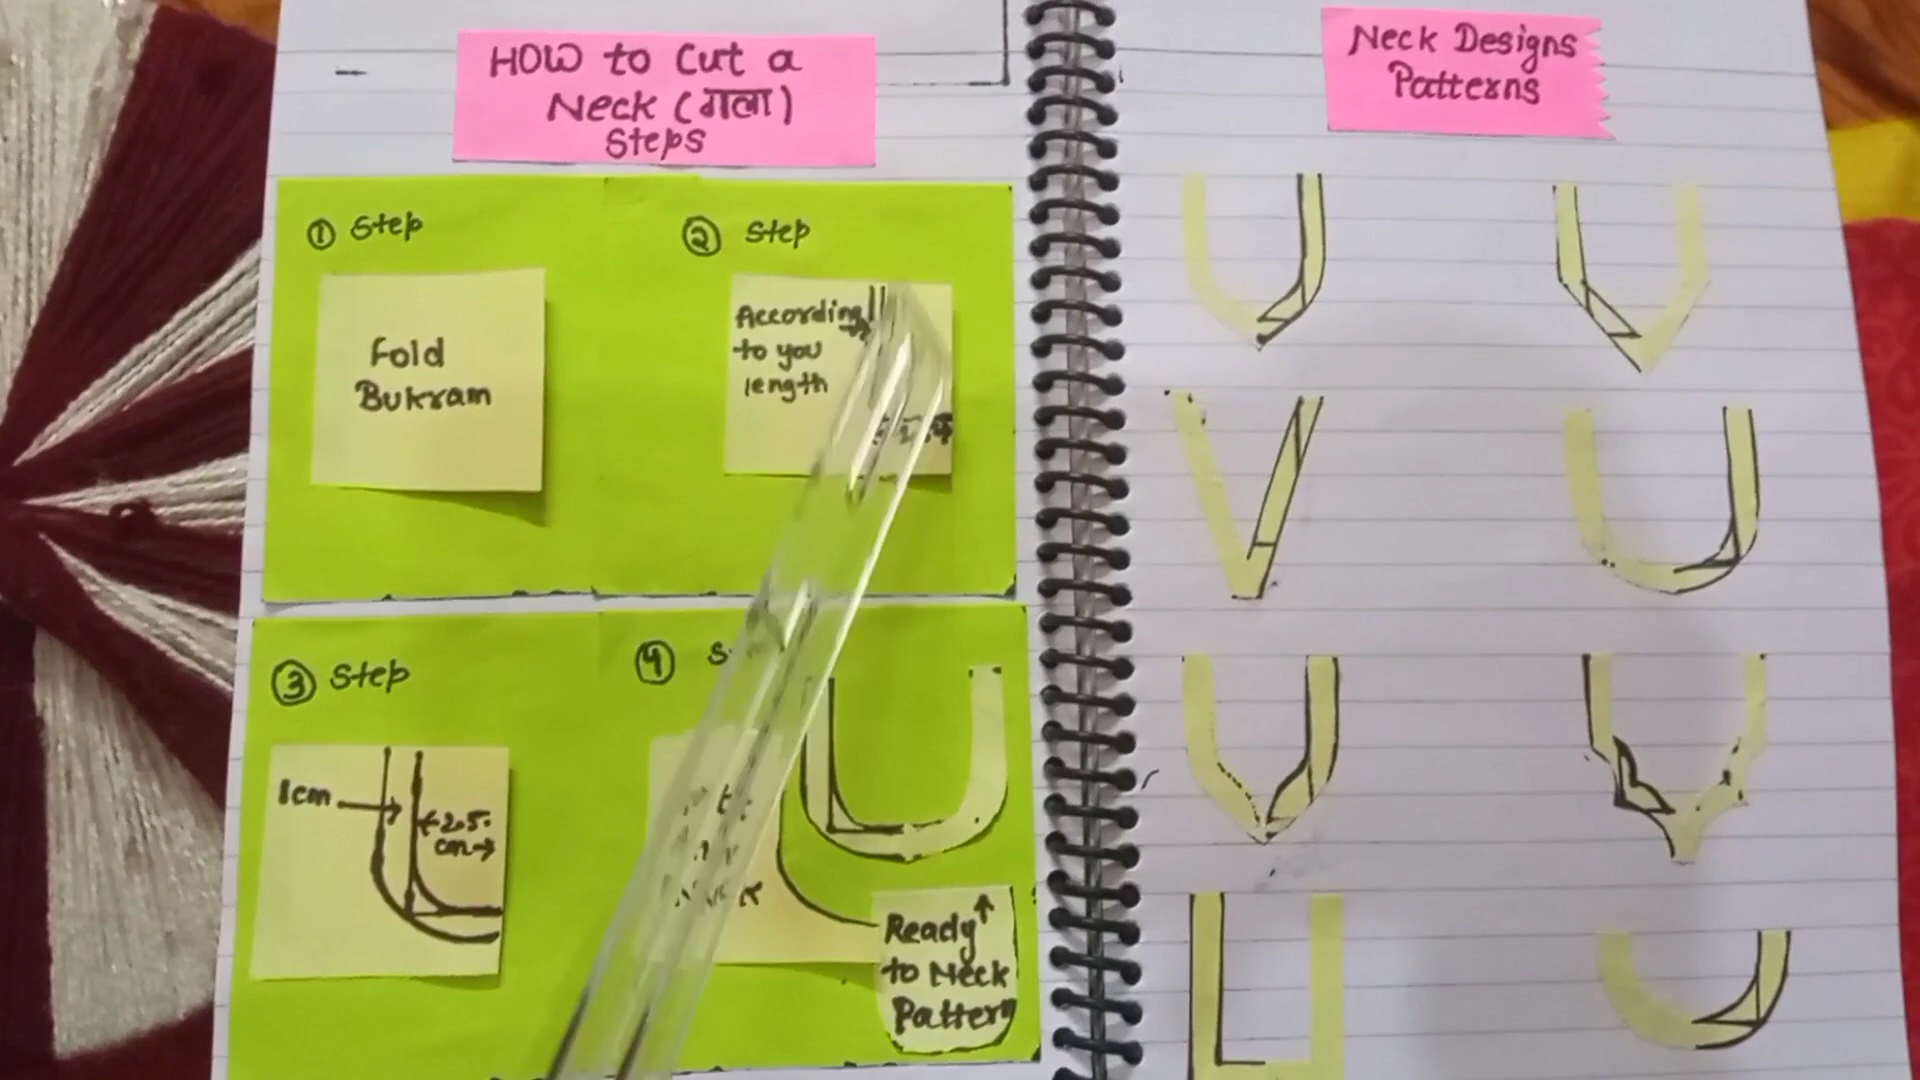 HOW to Cut a
Neck (गला)
Steps
① Step
Fold
Bukram
② Step
According
to you
length
③ Step
1cm
2.5.
cm
④
Ready
to Neck
Pattern
Neck Designs
Patterns